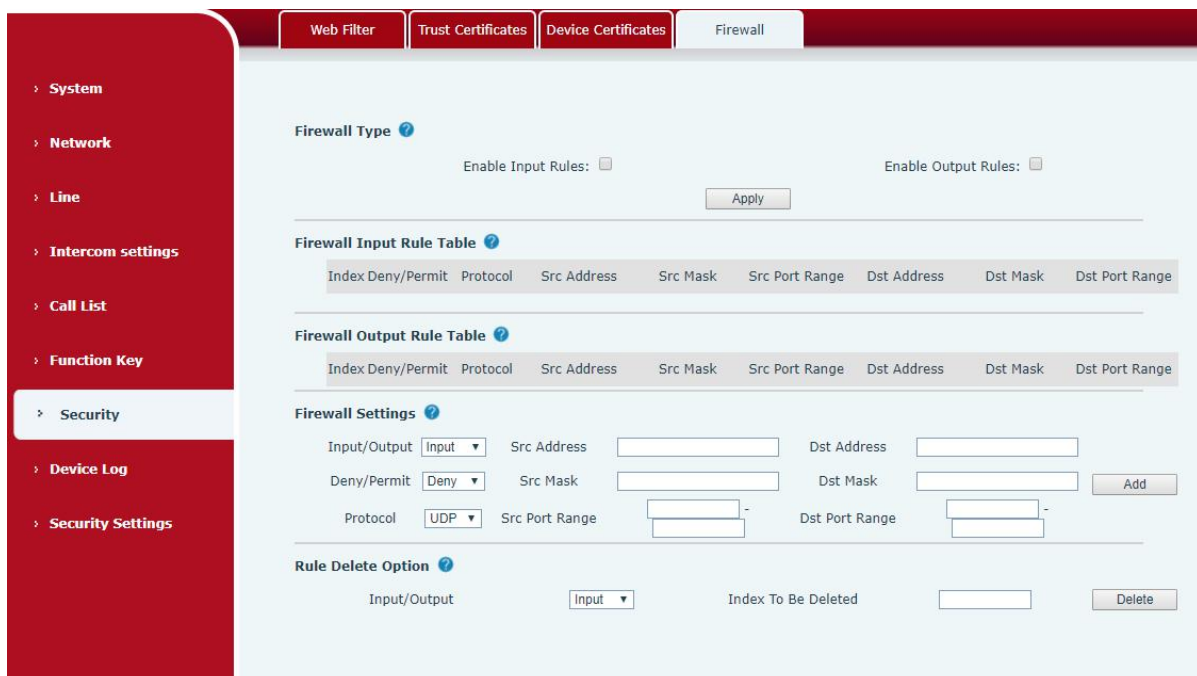 Web Filter Trust Certificates Device Certificates Firewall
System
Network
Line
Intercom settings
Call List
Function Key
Security
Device Log
Security Settings
Firewall Type ?
Enable Input Rules: Enable Output Rules:
Apply
Firewall Input Rule Table ?
Index Deny/Permit Protocol Src Address Src Mask Src Port Range Dst Address Dst Mask Dst Port Range
Firewall Output Rule Table ?
Index Deny/Permit Protocol Src Address Src Mask Src Port Range Dst Address Dst Mask Dst Port Range
Firewall Settings ?
Input/Output Input Src Address Dst Address
Deny/Permit Deny Src Mask Dst Mask Add
Protocol UDP Src Port Range - Dst Port Range -
Rule Delete Option ?
Input/Output Input Index To Be Deleted Delete